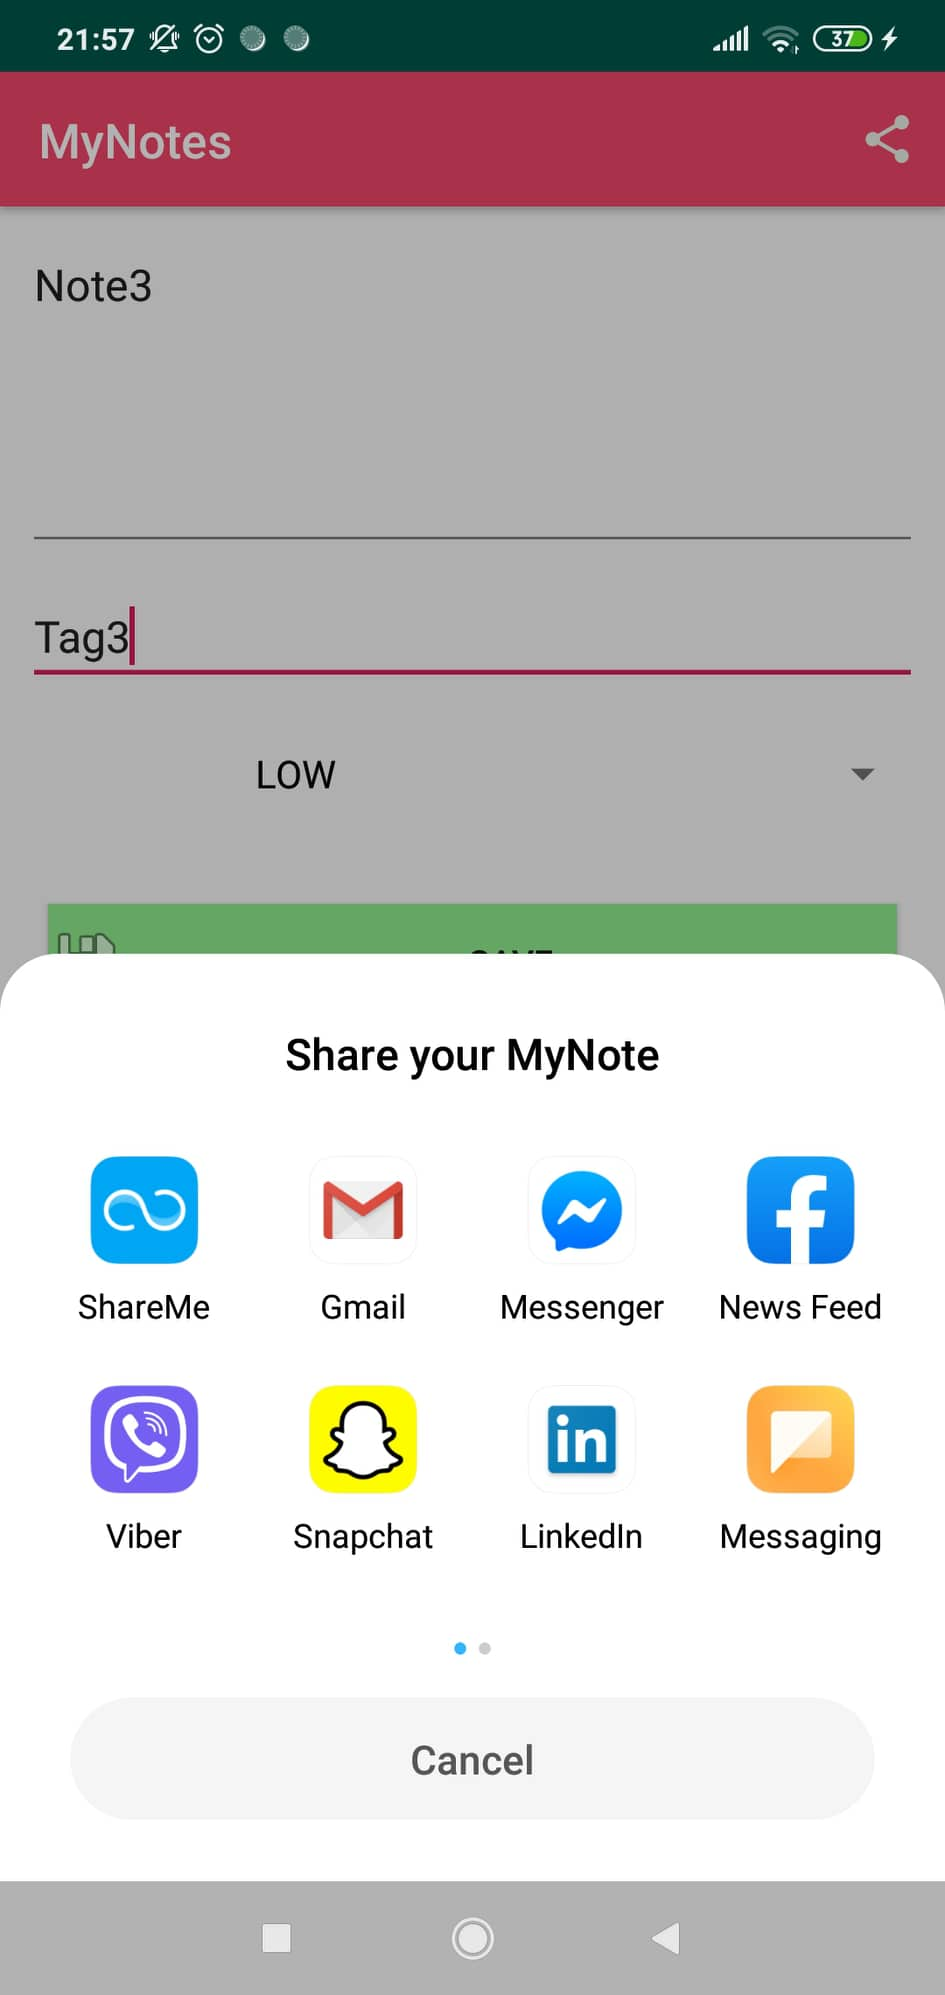 21:57 37
MyNotes
Note3
Tag3
LOW
SAVE
Share your MyNote
ShareMe Gmail Messenger News Feed
Viber Snapchat LinkedIn Messaging
Cancel